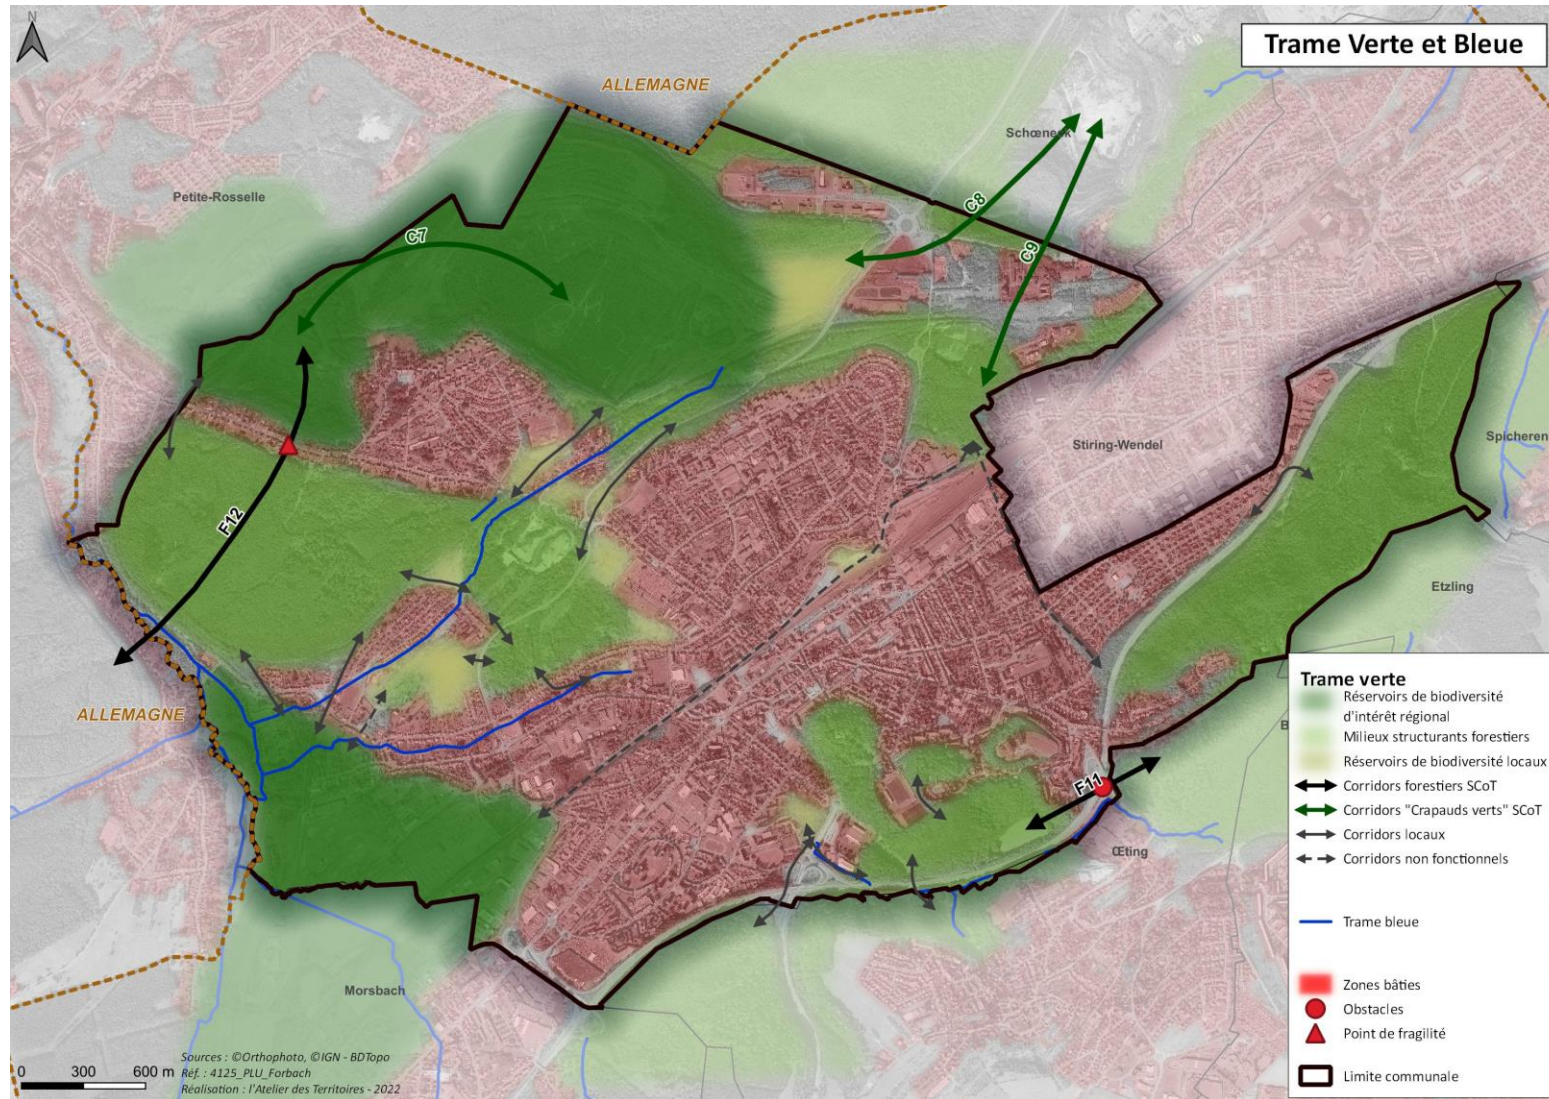 N
Trame Verte et Bleue
ALLEMAGNE
Schœneck
Petite-Rosselle
C8
C7
C9
Stiring-Wendel
Spicheren
F12
Etzling
ALLEMAGNE
B
F11
Œting
Morsbach
Trame verte
Réservoirs de biodiversité
d'intérêt régional
Milieux structurants forestiers
Réservoirs de biodiversité locaux
Corridors forestiers SCoT
Corridors "Crapauds verts" SCoT
Corridors locaux
Corridors non fonctionnels
Trame bleue
Zones bâties
Obstacles
Point de fragilité
Limite communale
0 300 600 m
Sources : ©Orthophoto, ©IGN - BDTopo
Réf. : 4125_PLU_Forbach
Réalisation : l'Atelier des Territoires - 2022